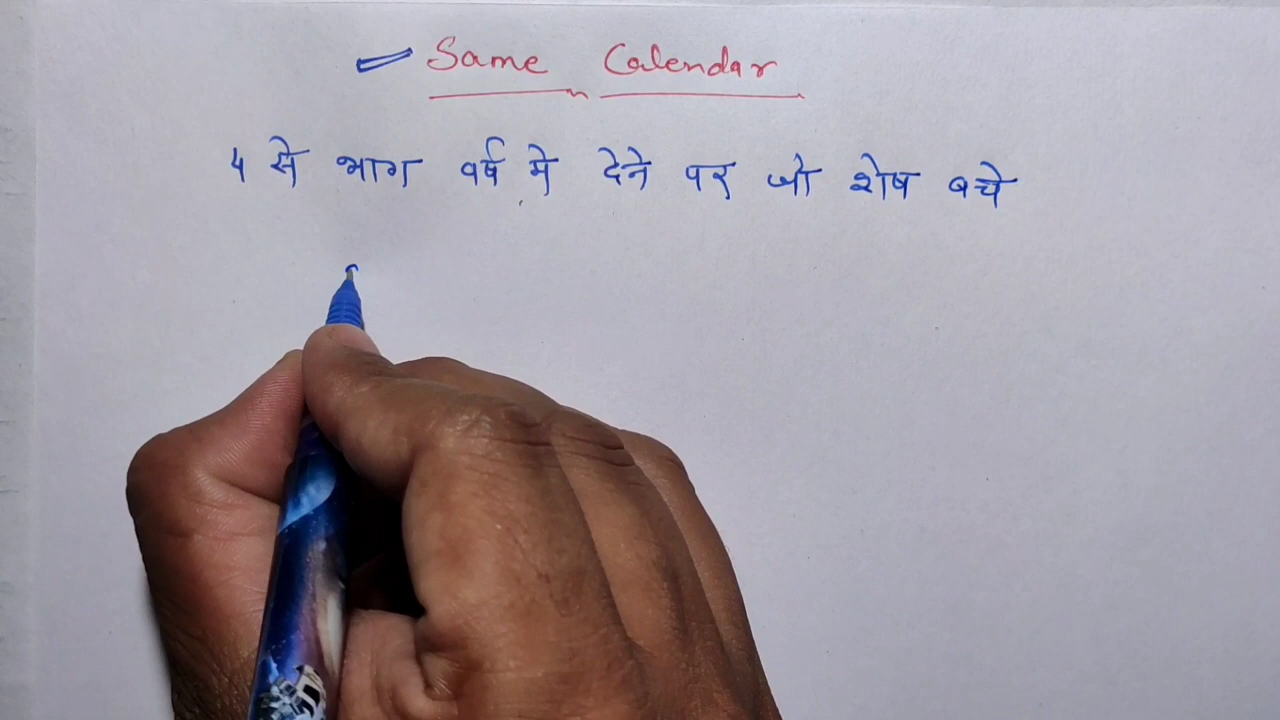 Same Calendar
4 से भाग वर्ष मे देने पर जो शेष बचे